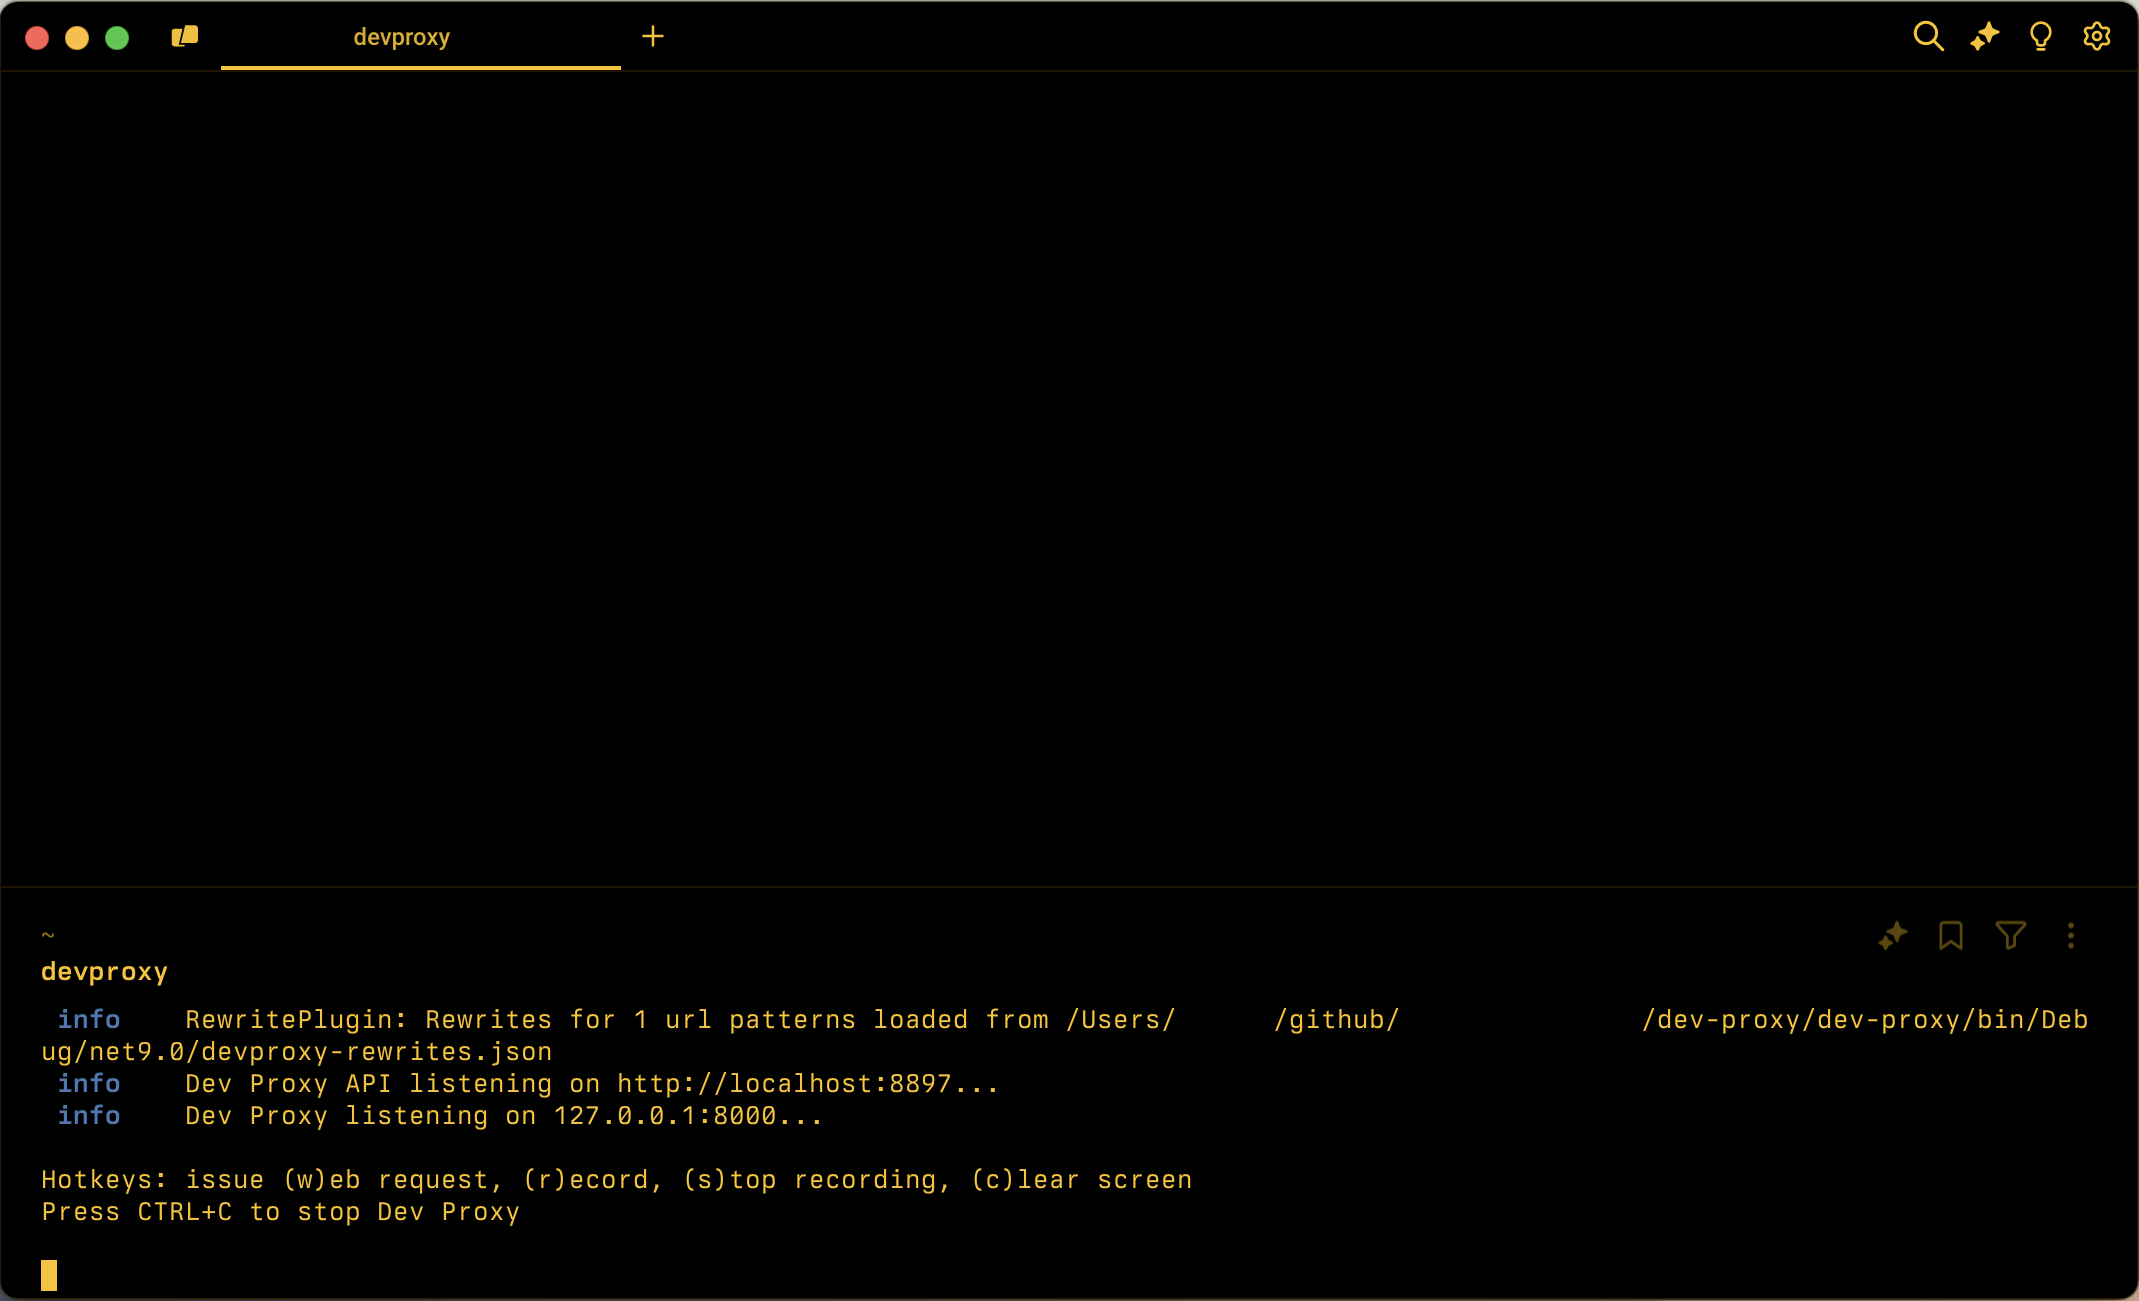 devproxy
~
devproxy
info RewritePlugin: Rewrites for 1 url patterns loaded from /Users/ /github/ /dev-proxy/dev-proxy/bin/Deb
ug/net9.0/devproxy-rewrites.json
info Dev Proxy API listening on http://localhost:8897...
info Dev Proxy listening on 127.0.0.1:8000...
Hotkeys: issue (w)eb request, (r)ecord, (s)top recording, (c)lear screen
Press CTRL+C to stop Dev Proxy